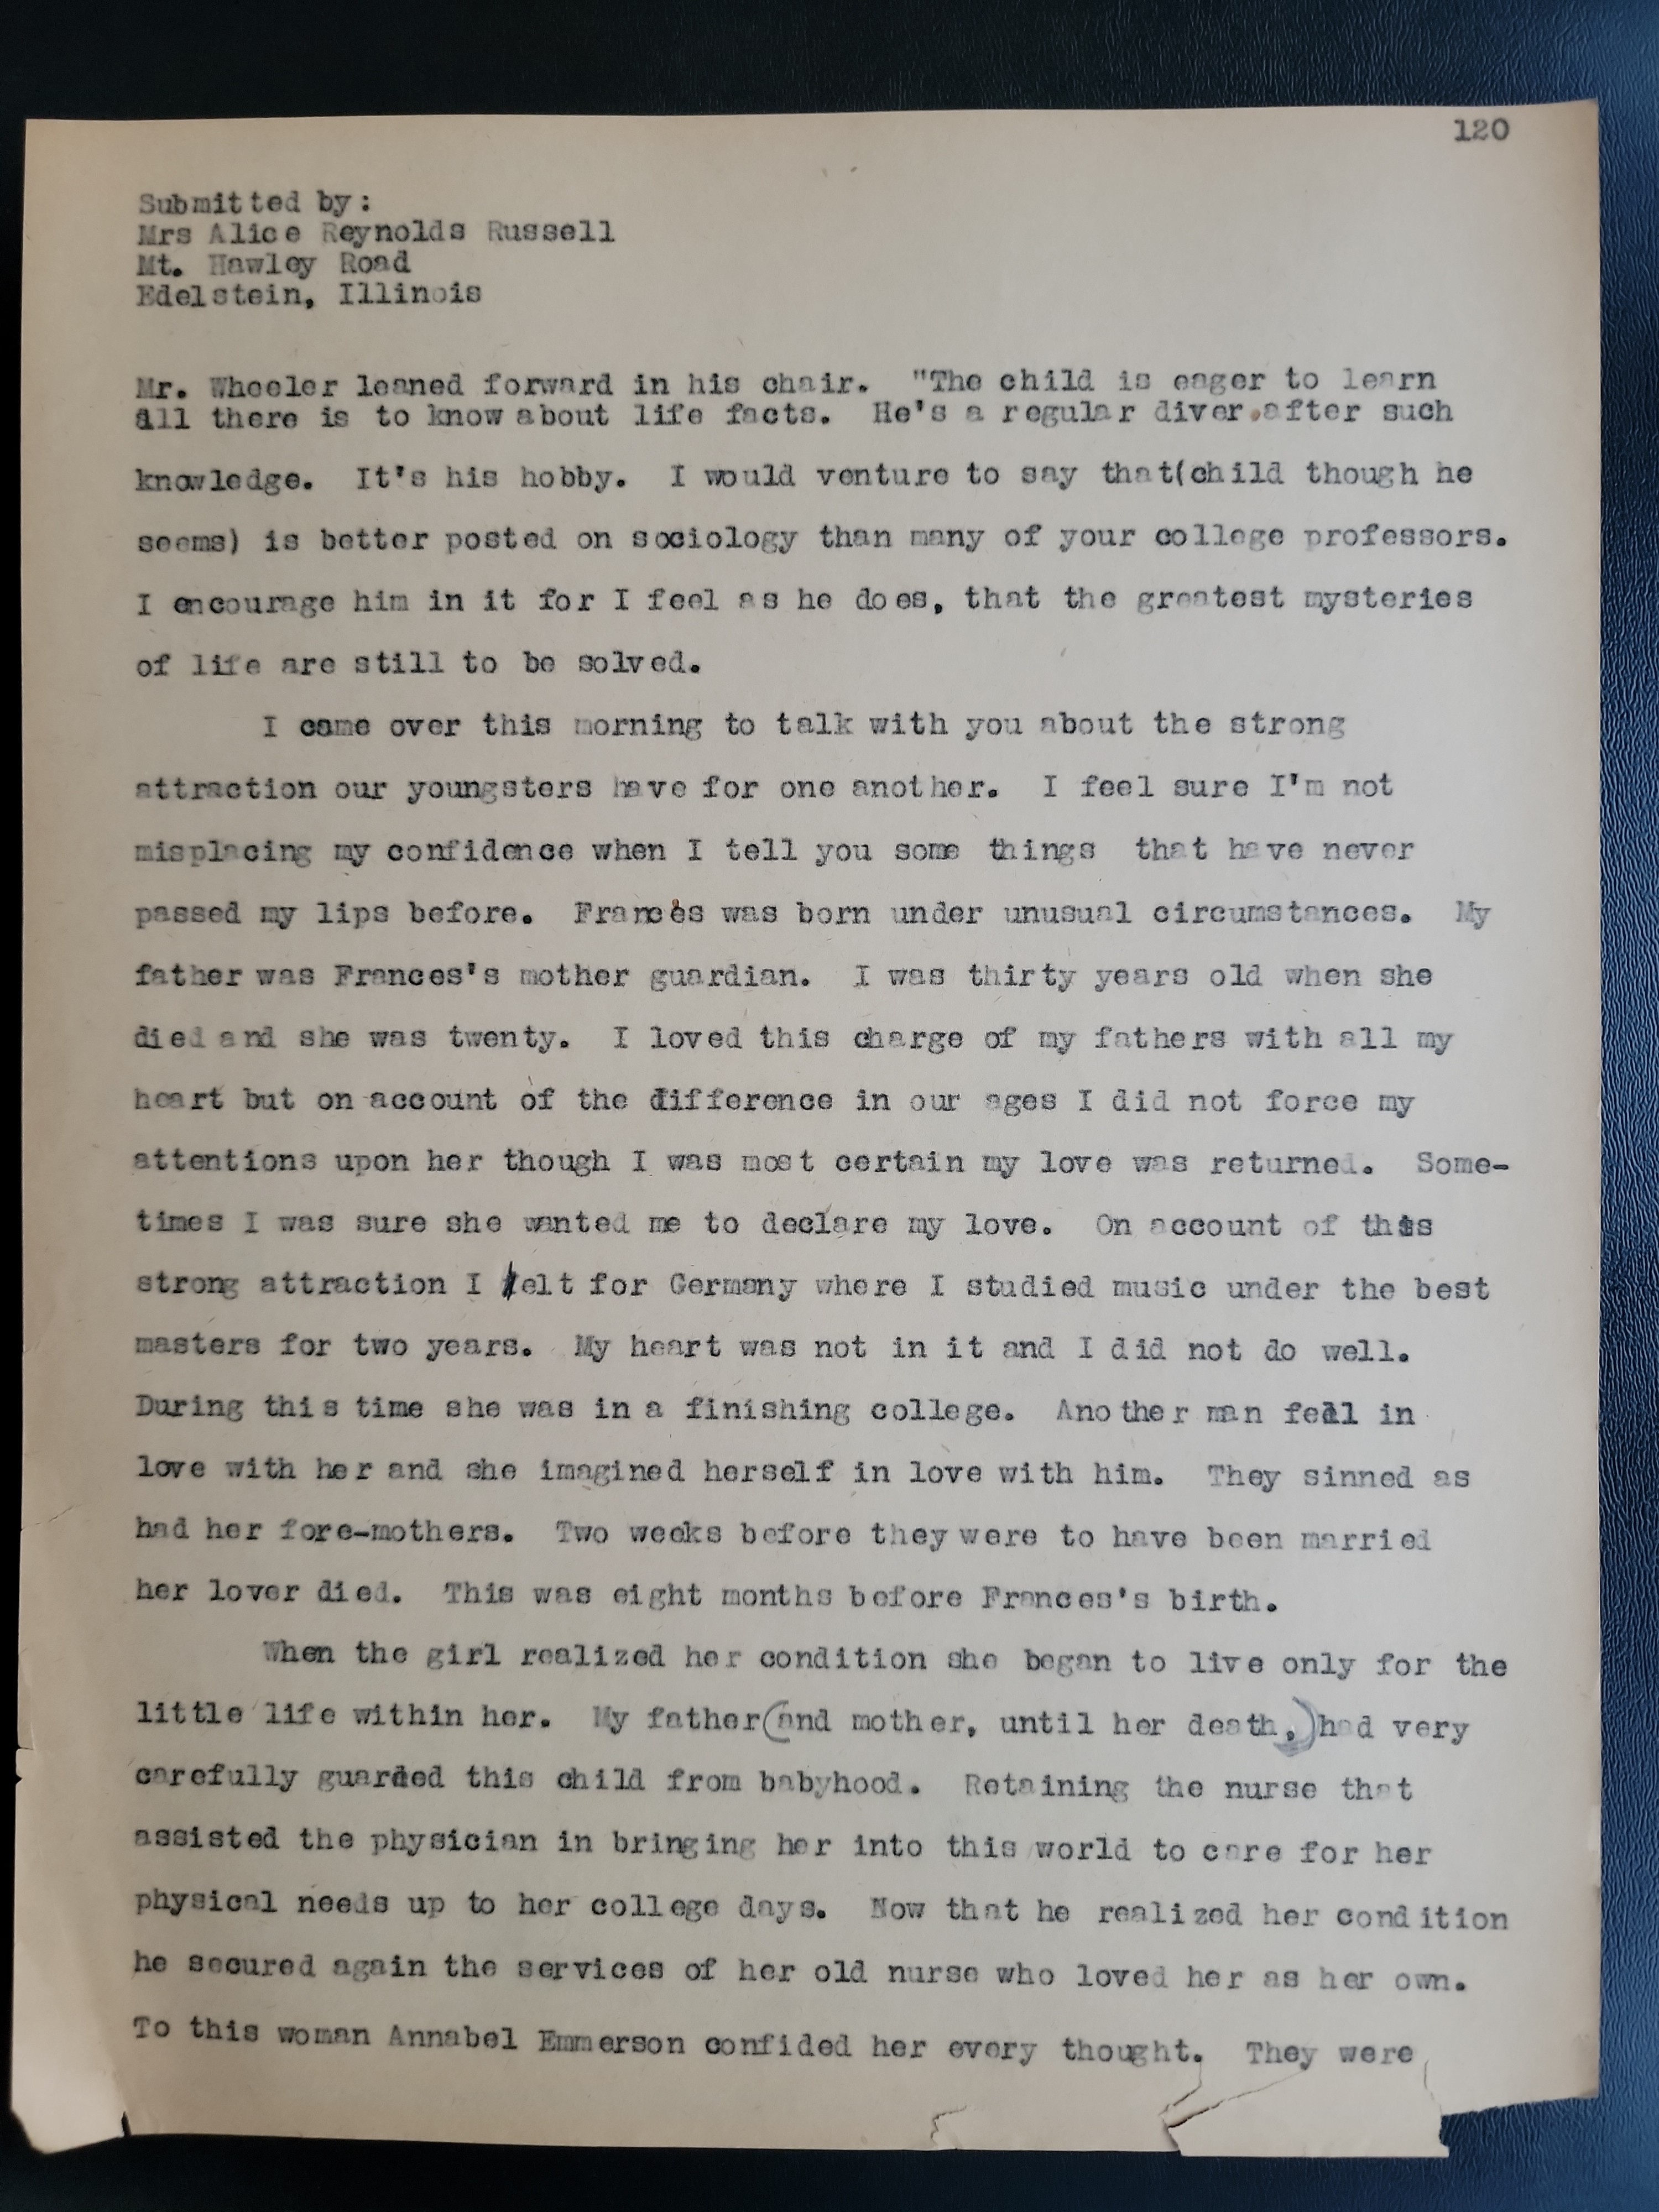 120
Submitted by:
Mrs Alice Reynolds Russell
Mt. Hawley Road
Edelstein, Illinois
Mr. Wheeler leaned forward in his chair.  "The child is eager to learn
all there is to know about life facts.  He's a regular diver after such
knowledge.  It's his hobby.  I would venture to say that(child though he
seems) is better posted on sociology than many of your college professors.
I encourage him in it for I feel as he does, that the greatest mysteries
of life are still to be solved.
I came over this morning to talk with you about the strong
attraction our youngsters have for one another.  I feel sure I'm not
misplacing my confidence when I tell you some things  that have never
passed my lips before.  Frances was born under unusual circumstances.  My
father was Frances's mother guardian.  I was thirty years old when she
died and she was twenty.  I loved this charge of my fathers with all my
heart but on account of the difference in our ages I did not force my
attentions upon her though I was most certain my love was returned.  Some-
times I was sure she wanted me to declare my love.  On account of this
strong attraction I lelt for Germany where I studied music under the best
masters for two years.  My heart was not in it and I did not do well.
During this time she was in a finishing college.  Another man fell in
love with her and she imagined herself in love with him.  They sinned as
had her fore-mothers.  Two weeks before they were to have been married
her lover died.  This was eight months before Frances's birth.
When the girl realized her condition she began to live only for the
little life within her.  My father(and mother, until her death,)had very
carefully guarded this child from babyhood.  Retaining the nurse that
assisted the physician in bringing her into this world to care for her
physical needs up to her college days.  Now that he realized her condition
he secured again the services of her old nurse who loved her as her own.
To this woman Annabel Emmerson confided her every thought.  They were